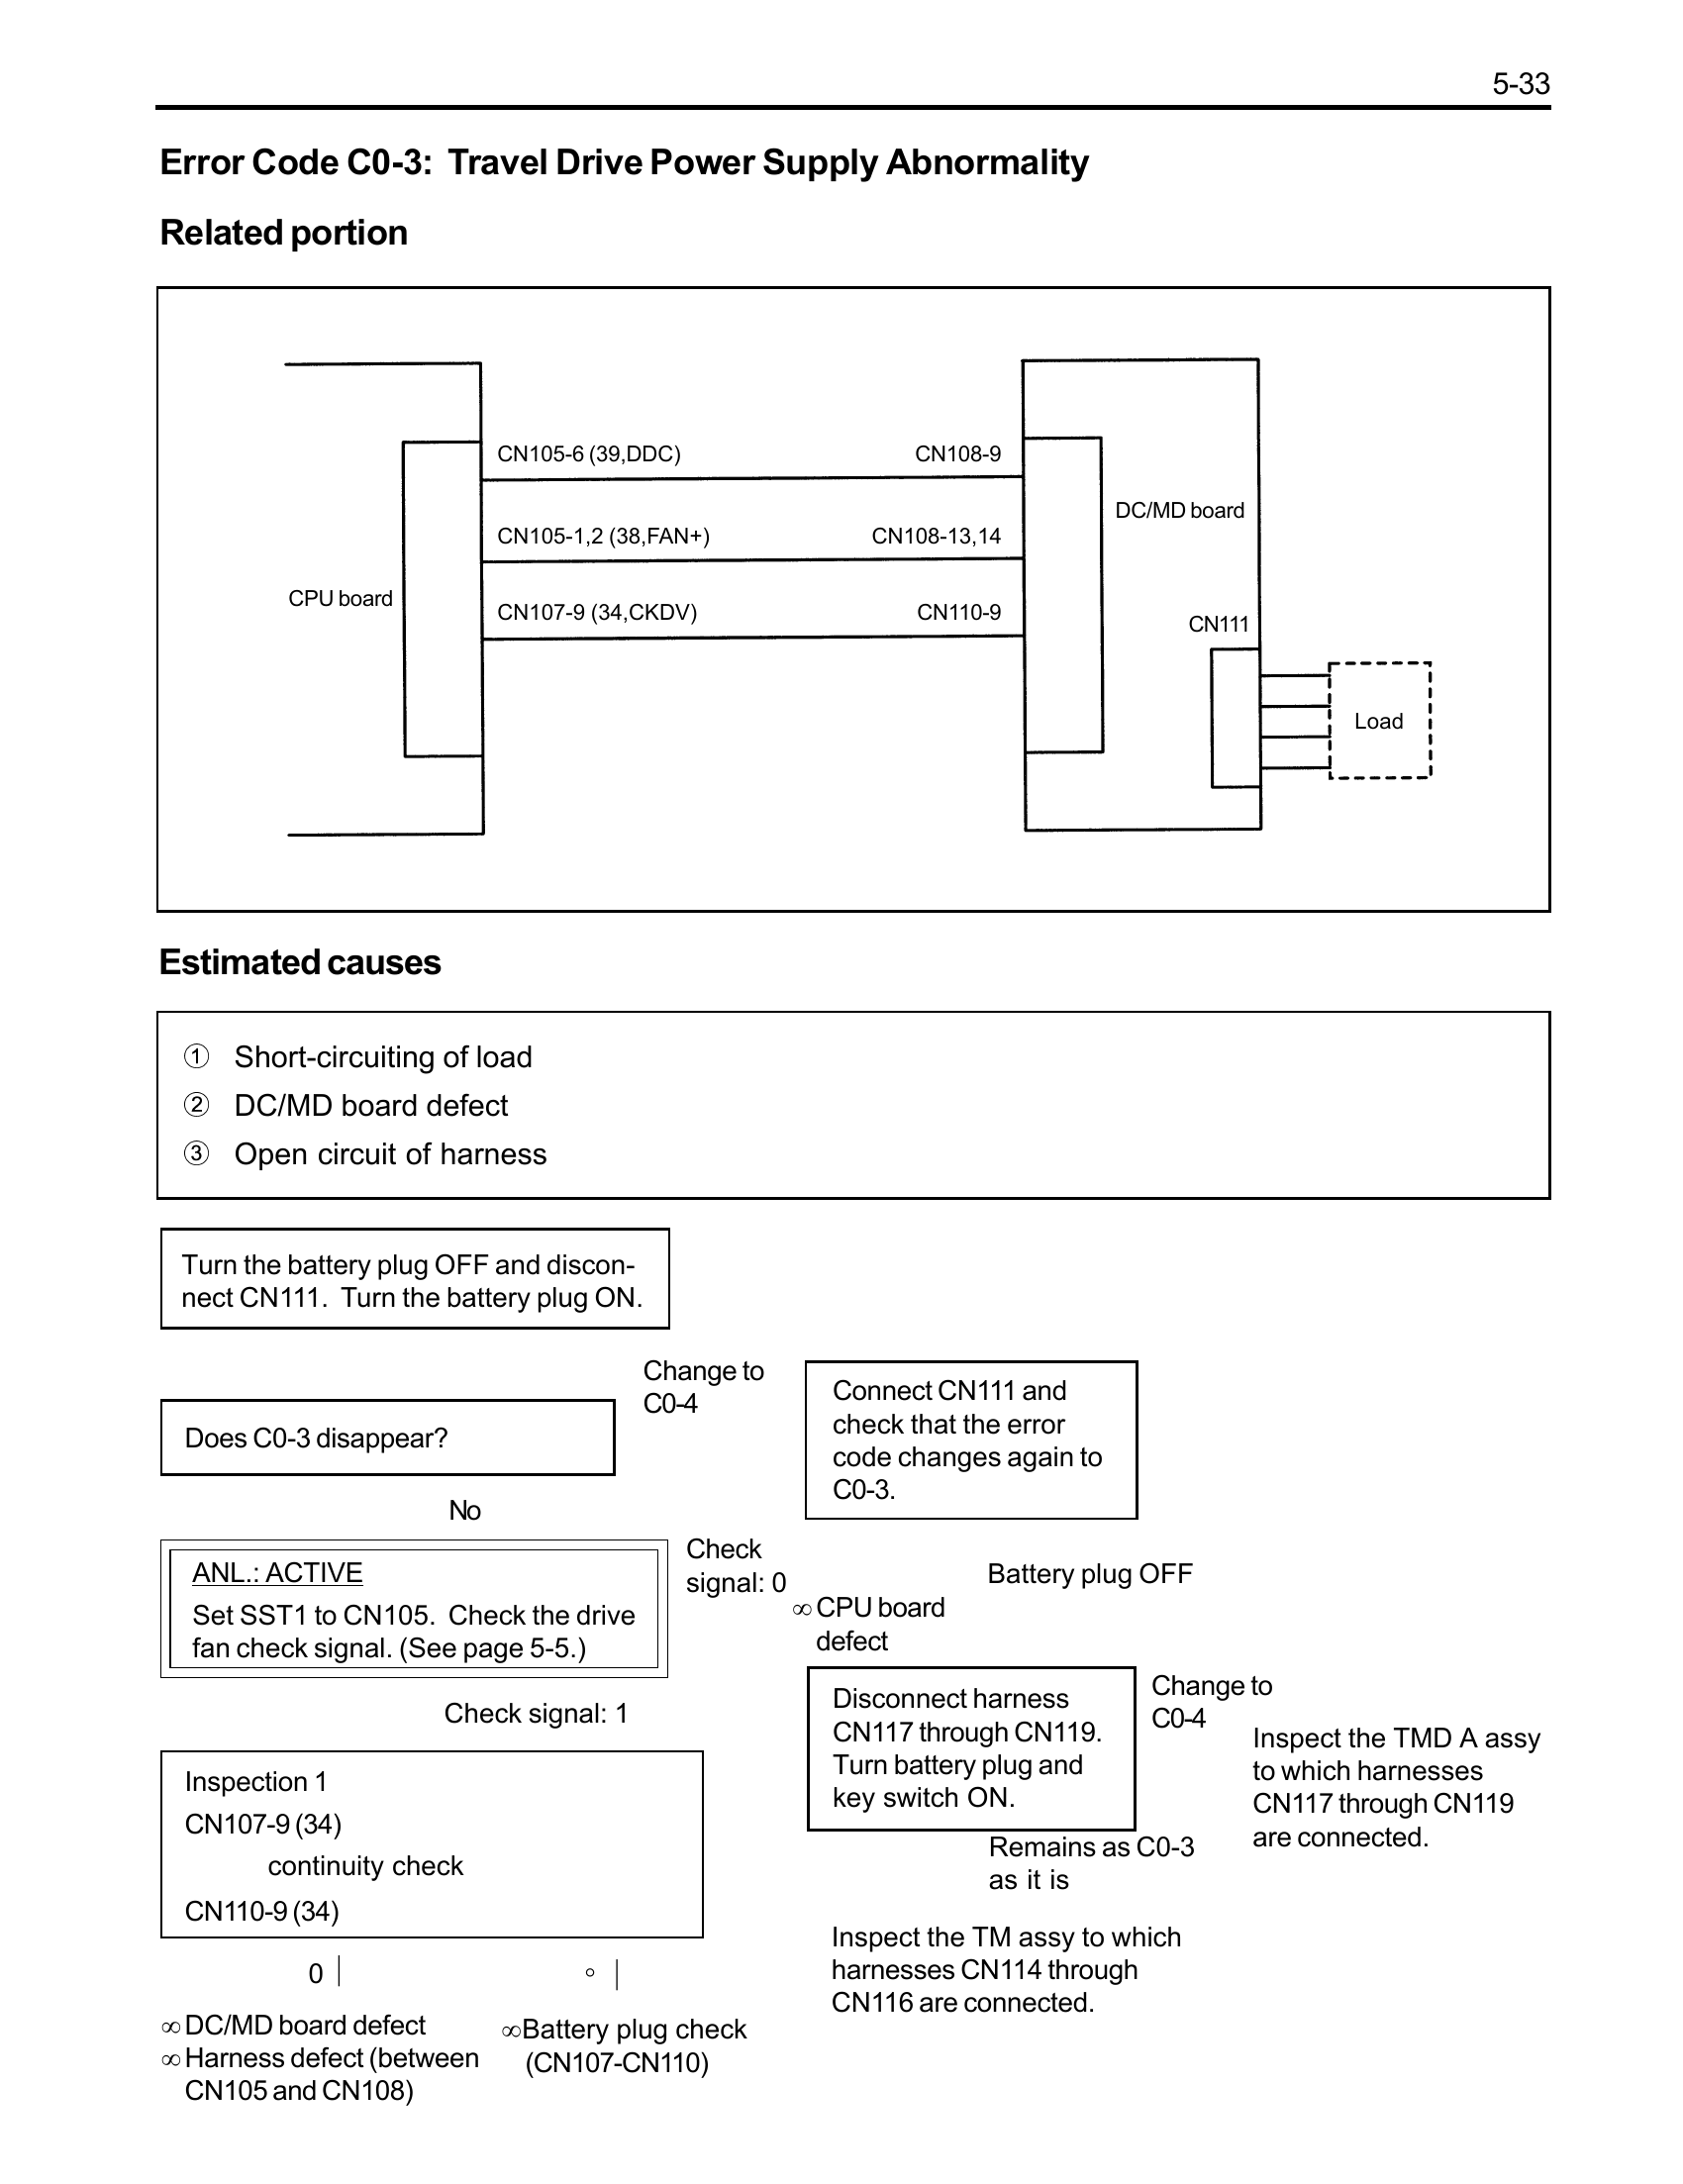 5-33
Error Code C0-3: Travel Drive Power Supply Abnormality
Related portion
CN105-6 (39,DDC)
CN108-9
DC/MD board
CN105-1,2 (38,FAN+)
CN108-13,14
CPU board
CN107-9 (34,CKDV)
CN110-9
CN111
Load
Estimated causes
① Short-circuiting of load
② DC/MD board defect
③ Open circuit of harness
Turn the battery plug OFF and discon-
nect CN111. Turn the battery plug ON.
Change to
C0-4
Does C0-3 disappear?
Connect CN111 and
check that the error
code changes again to
C0-3.
No
ANL.: ACTIVE
Set SST1 to CN105. Check the drive
fan check signal. (See page 5-5.)
Check
signal: 0
∞ CPU board
defect
Battery plug OFF
Check signal: 1
Disconnect harness
CN117 through CN119.
Turn battery plug and
key switch ON.
Change to
C0-4
Inspect the TMD A assy
to which harnesses
CN117 through CN119
are connected.
Remains as C0-3
as it is
Inspect the TM assy to which
harnesses CN114 through
CN116 are connected.
Inspection 1
CN107-9 (34)
continuity check
CN110-9 (34)
0
°
∞ DC/MD board defect
∞ Harness defect (between
CN105 and CN108)
∞Battery plug check
(CN107-CN110)